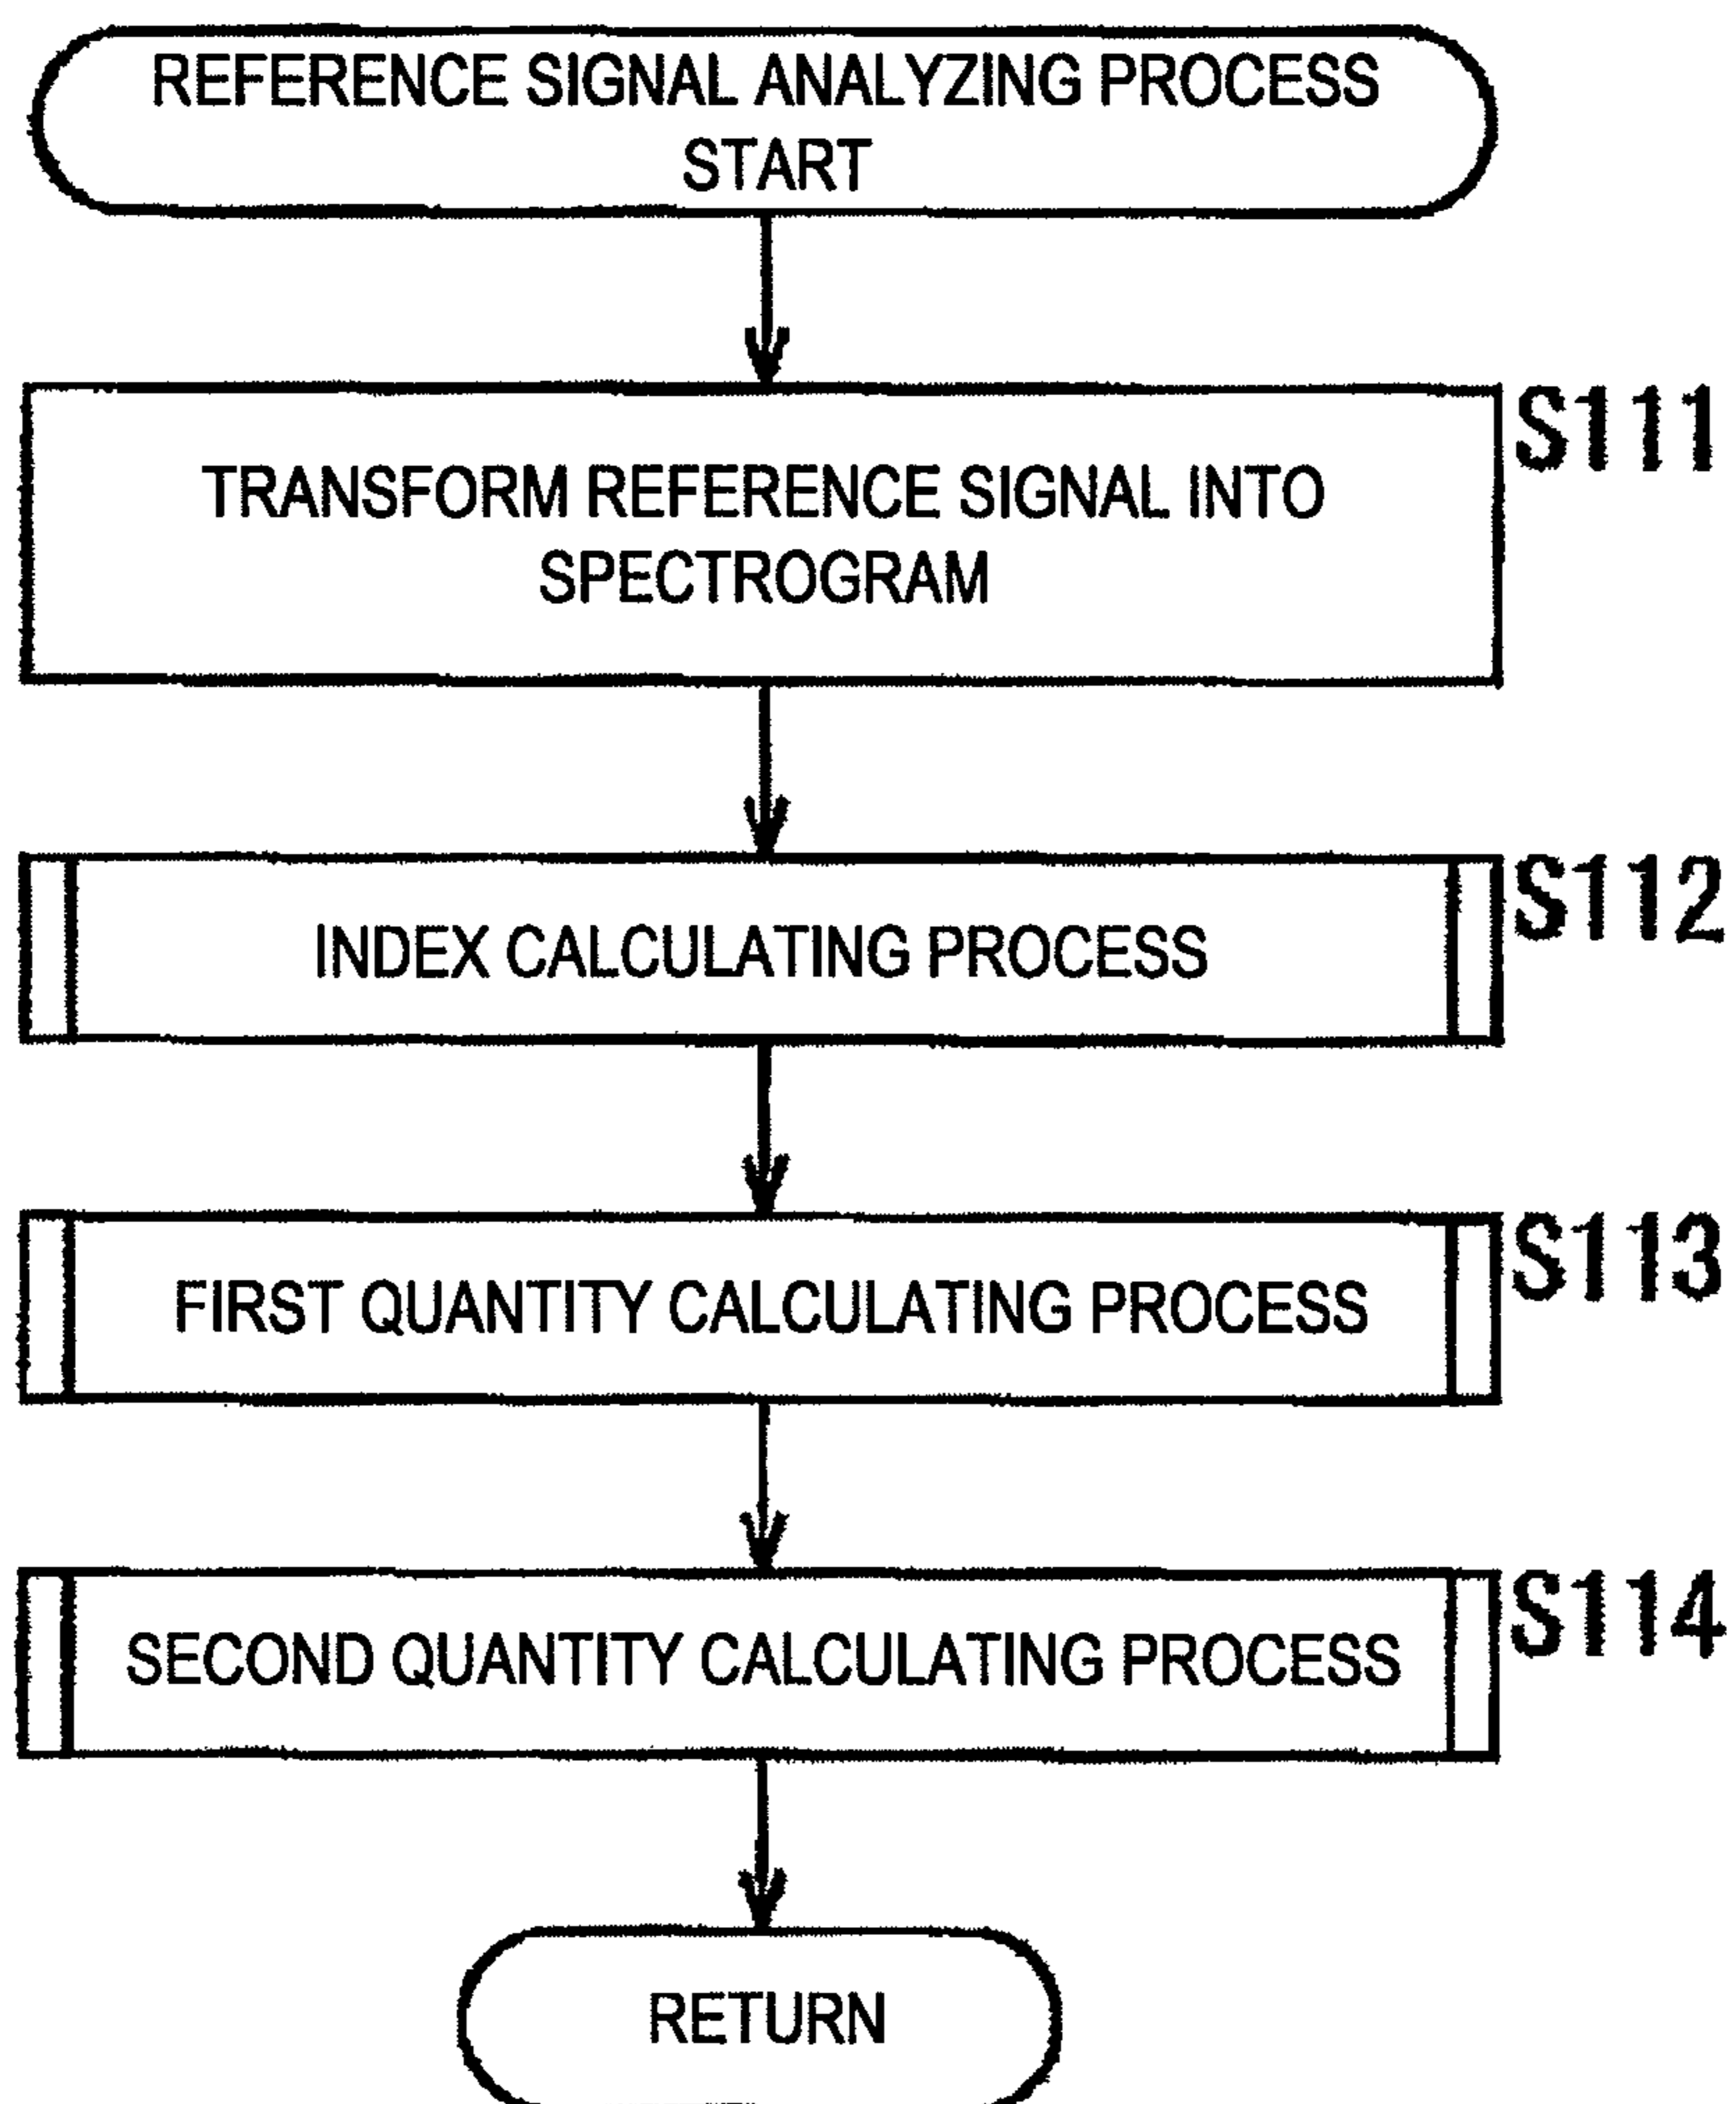 REFERENCE SIGNAL ANALYZING PROCESS
START
S111
TRANSFORM REFERENCE SIGNAL INTO
SPECTROGRAM
S112
INDEX CALCULATING PROCESS
S113
FIRST QUANTITY CALCULATING PROCESS
S114
SECOND QUANTITY CALCULATING PROCESS
RETURN